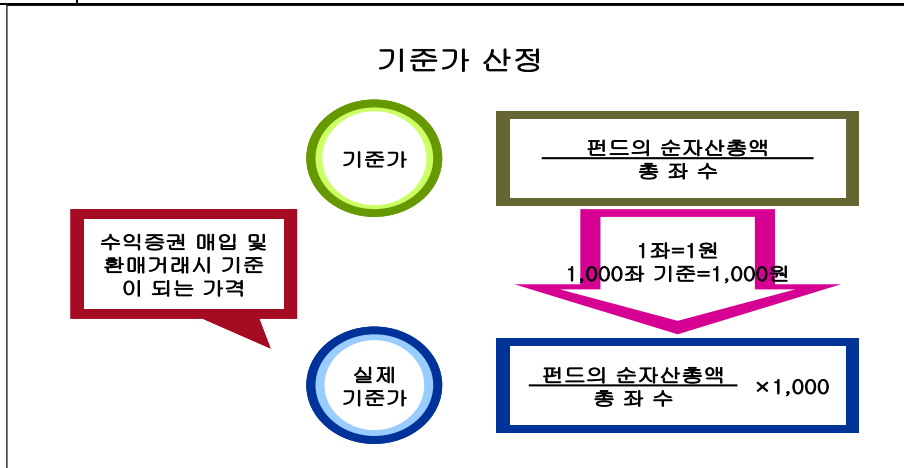 기준가 산정
기준가
펀드의 순자산총액
총 좌 수
수익증권 매입 및
환매거래시 기준
이 되는 가격
1좌=1원
1,000좌 기준=1,000원
실제
기준가
펀드의 순자산총액
총 좌 수
×1,000